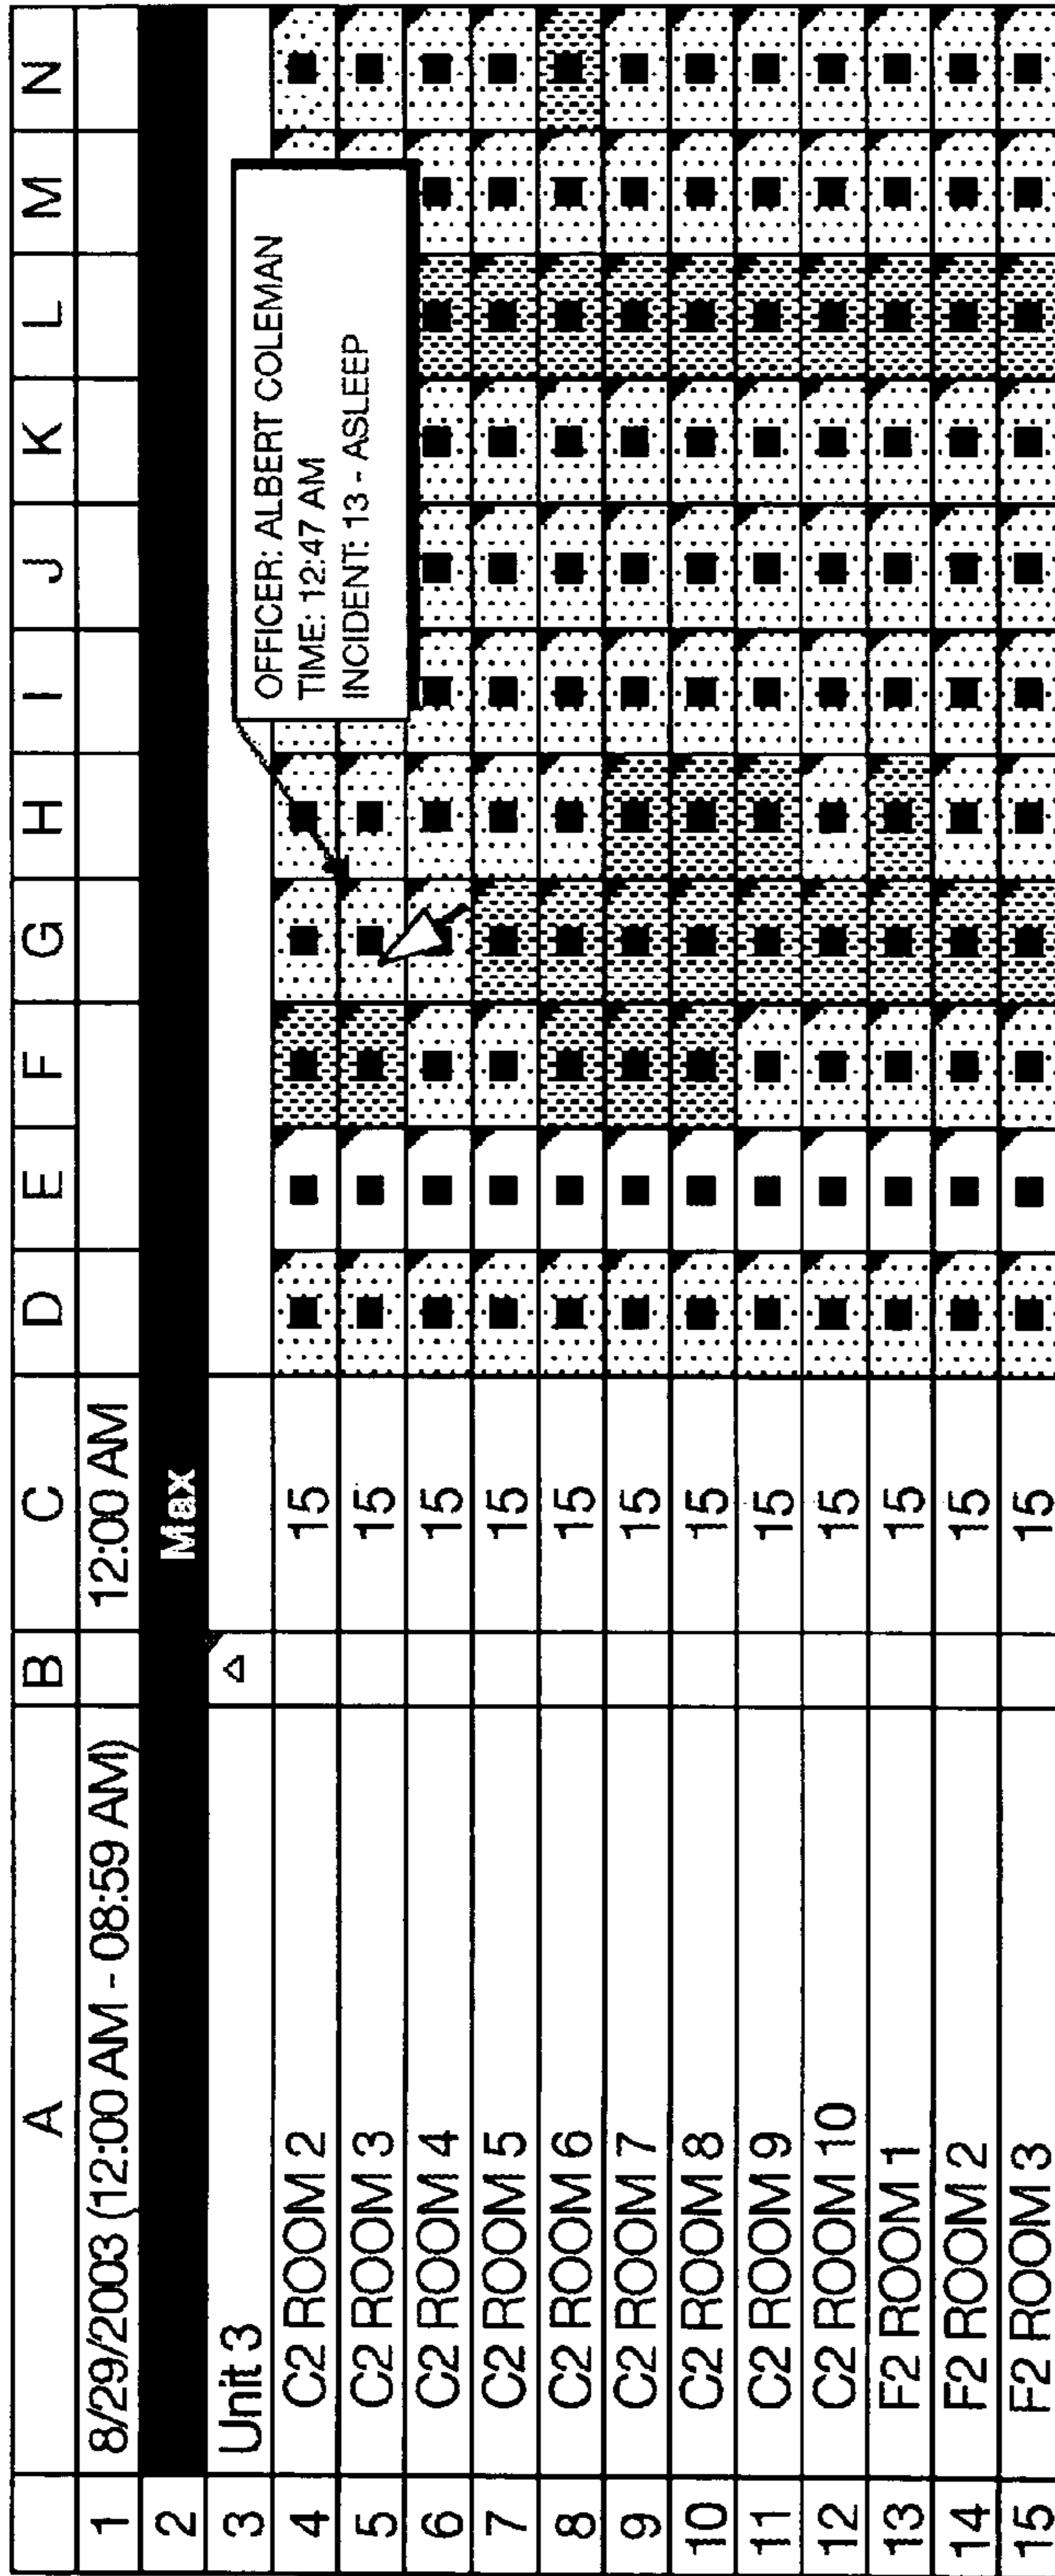 A B C D E F G H I J K L M N
1 8/29/2003 (12:00 AM - 08:59 AM) 12:00 AM
2 Max
3 Unit 3
4 C2 ROOM 2 15
5 C2 ROOM 3 15
6 C2 ROOM 4 15
7 C2 ROOM 5 15
8 C2 ROOM 6 15
9 C2 ROOM 7 15
10 C2 ROOM 8 15
11 C2 ROOM 9 15
12 C2 ROOM 10 15
13 F2 ROOM 1 15
14 F2 ROOM 2 15
15 F2 ROOM 3 15
OFFICER: ALBERT COLEMAN
TIME: 12:47 AM
INCIDENT: 13 - ASLEEP